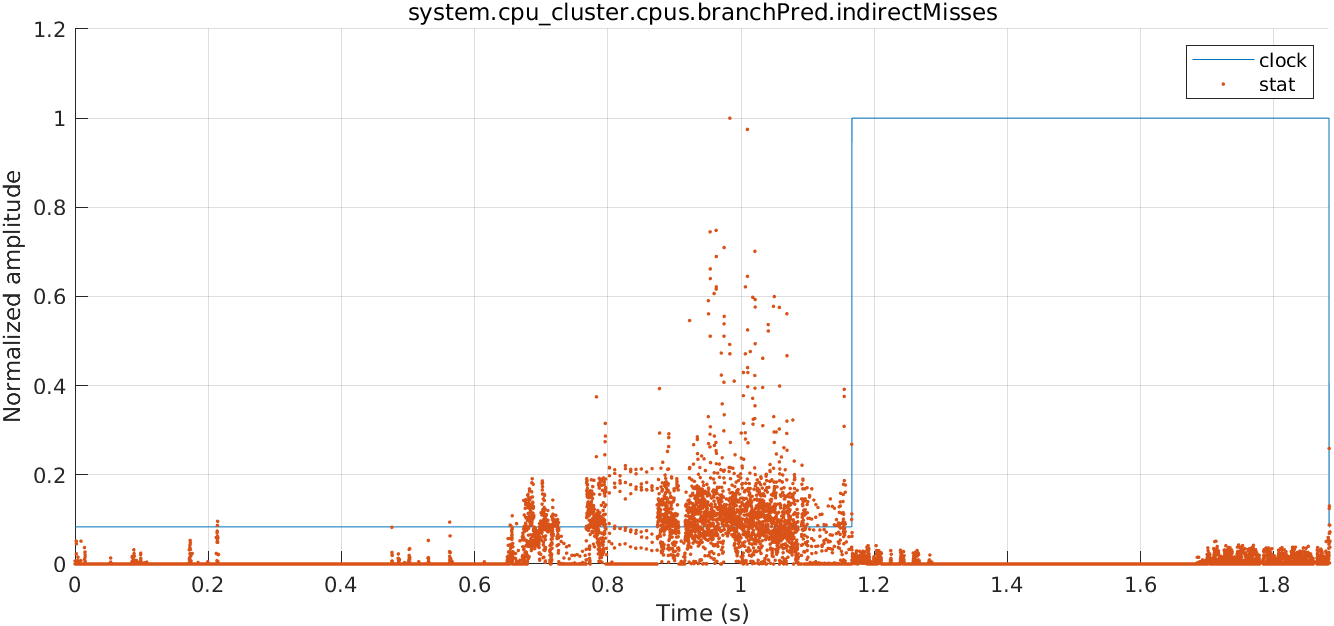 system.cpu_cluster.cpus.branchPred.indirectMisses
1.2
1
0.8
0.6
0.4
0.2
0
Normalized amplitude
clock
stat
0 0.2 0.4 0.6 0.8 1 1.2 1.4 1.6 1.8
Time (s)